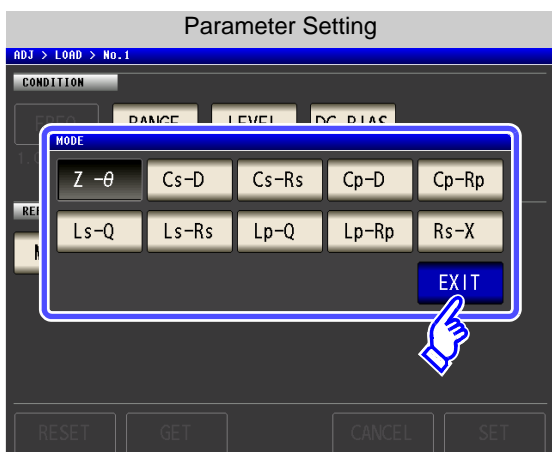 Parameter Setting
ADJ > LOAD > No.1
CONDITION
RANGE LEVEL DC BIAS
MODE
Z -θ Cs-D Cs-Rs Cp-D Cp-Rp
Ls-Q Ls-Rs Lp-Q Lp-Rp Rs-X
EXIT
RESET GET CANCEL SET